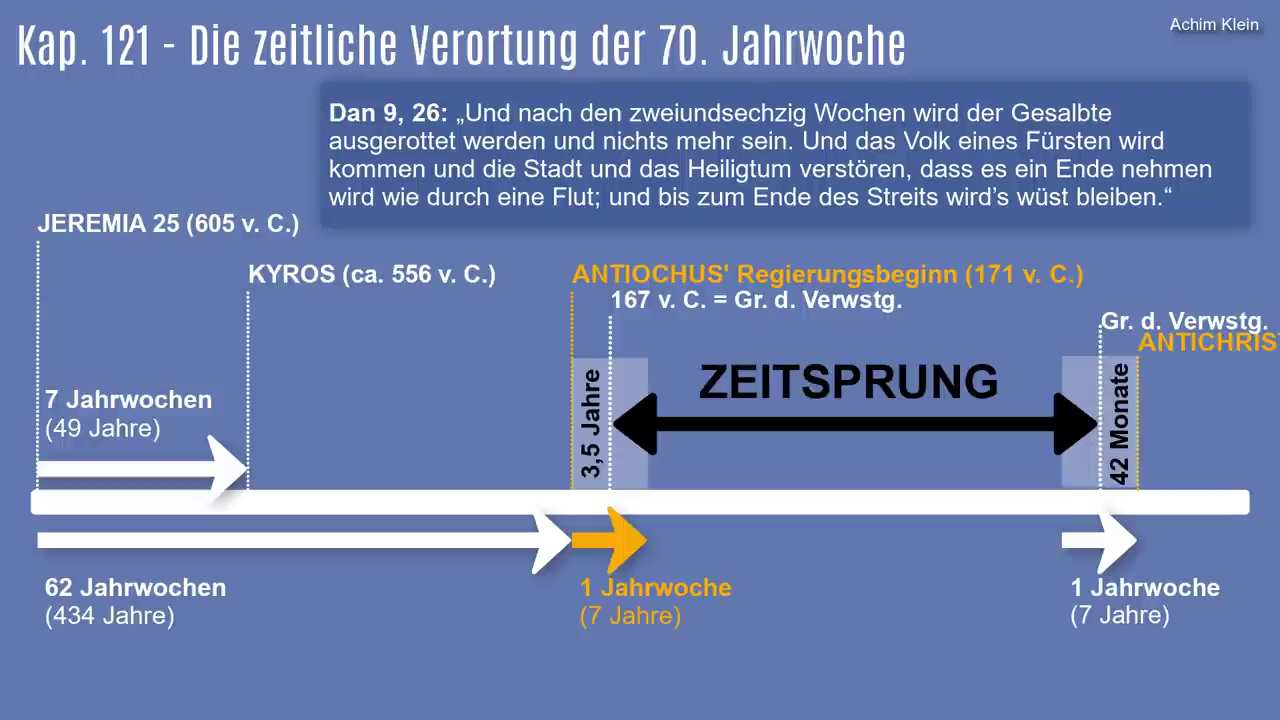 Achim Klein
Kap. 121 - Die zeitliche Verortung der 70. Jahrwoche
Dan 9, 26: „Und nach den zweiundsechzig Wochen wird der Gesalbte
ausgerottet werden und nichts mehr sein. Und das Volk eines Fürsten wird
kommen und die Stadt und das Heiligtum verstören, dass es ein Ende nehmen
wird wie durch eine Flut; und bis zum Ende des Streits wird’s wüst bleiben.“
JEREMIA 25 (605 v. C.)
KYROS (ca. 556 v. C.)
ANTIOCHUS' Regierungsbeginn (171 v. C.)
167 v. C. = Gr. d. Verwstg.
Gr. d. Verwstg.
ANTICHRIS
ZEITSPRUNG
3,5 Jahre
42 Monate
7 Jahrwochen
(49 Jahre)
62 Jahrwochen
(434 Jahre)
1 Jahrwoche
(7 Jahre)
1 Jahrwoche
(7 Jahre)